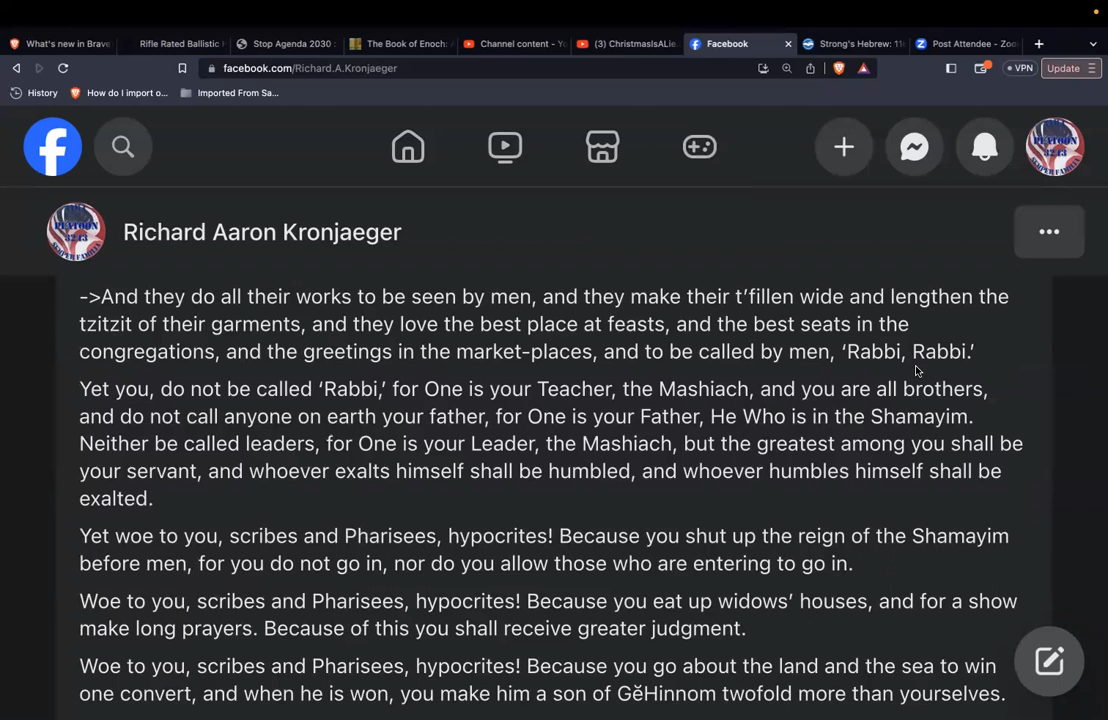 What's new in Brave
Rifle Rated Ballistic
Stop Agenda 2030
The Book of Enoch:
Channel content - Yo
(3) ChristmasIsALie
Facebook
Strong's Hebrew: 11
Post Attendee - Zoo
facebook.com/Richard.A.Kronjaeger
VPN
Update
History
How do I import o...
Imported From Sa...
Richard Aaron Kronjaeger
->And they do all their works to be seen by men, and they make their t’fillen wide and lengthen the
tzitzit of their garments, and they love the best place at feasts, and the best seats in the
congregations, and the greetings in the market-places, and to be called by men, ‘Rabbi, Rabbi.’
Yet you, do not be called ‘Rabbi,’ for One is your Teacher, the Mashiach, and you are all brothers,
and do not call anyone on earth your father, for One is your Father, He Who is in the Shamayim.
Neither be called leaders, for One is your Leader, the Mashiach, but the greatest among you shall be
your servant, and whoever exalts himself shall be humbled, and whoever humbles himself shall be
exalted.
Yet woe to you, scribes and Pharisees, hypocrites! Because you shut up the reign of the Shamayim
before men, for you do not go in, nor do you allow those who are entering to go in.
Woe to you, scribes and Pharisees, hypocrites! Because you eat up widows’ houses, and for a show
make long prayers. Because of this you shall receive greater judgment.
Woe to you, scribes and Pharisees, hypocrites! Because you go about the land and the sea to win
one convert, and when he is won, you make him a son of GĕHinnom twofold more than yourselves.